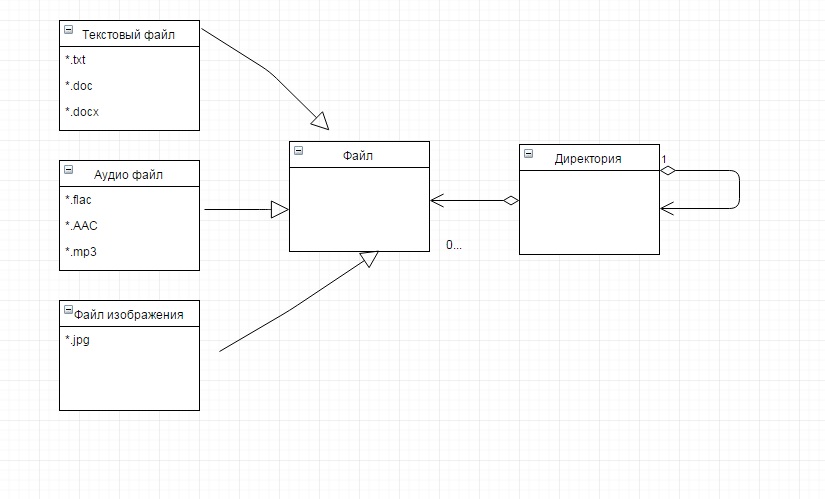 Текстовый файл
*.txt
*.doc
*.docx
Аудио файл
*.flac
*.AAC
*.mp3
Файл изображения
*.jpg
Файл
0...
Директория
1